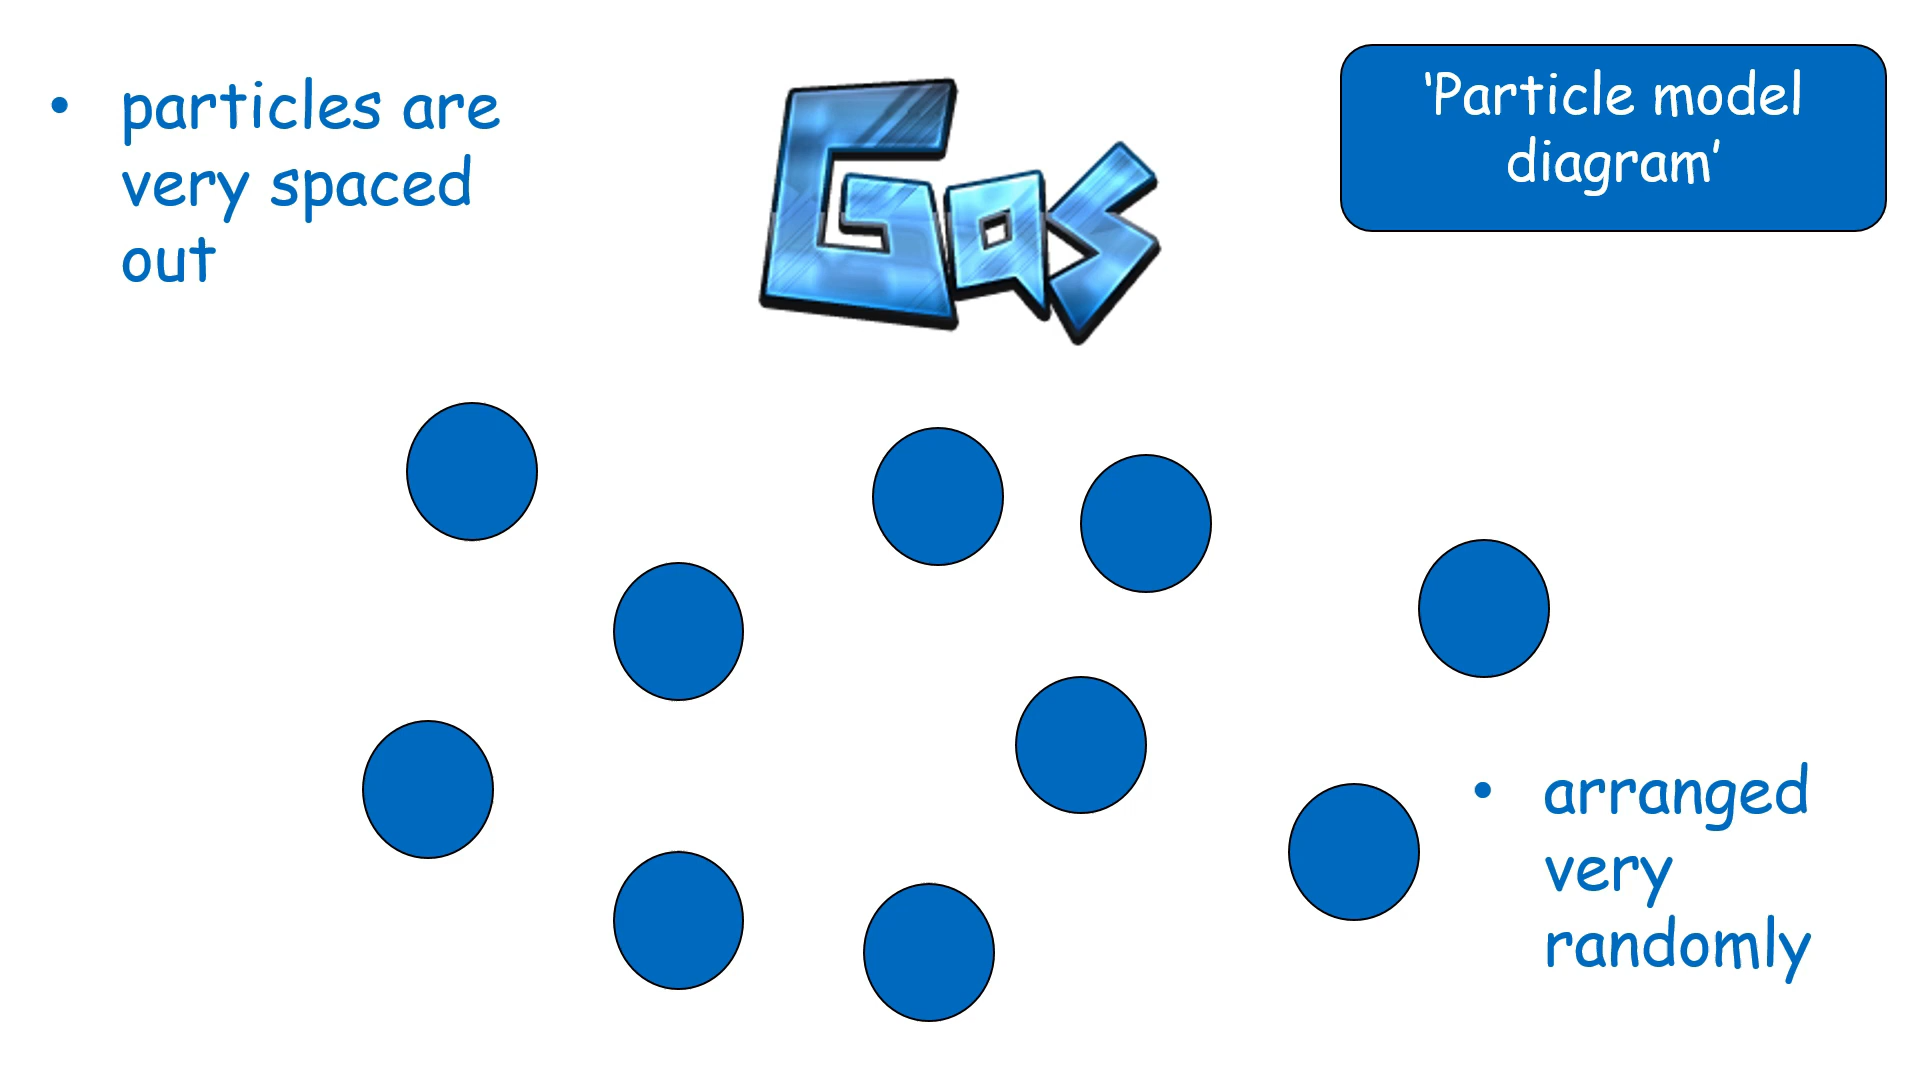 • particles are
very spaced
out
Gas
‘Particle model
diagram’
• arranged
very
randomly